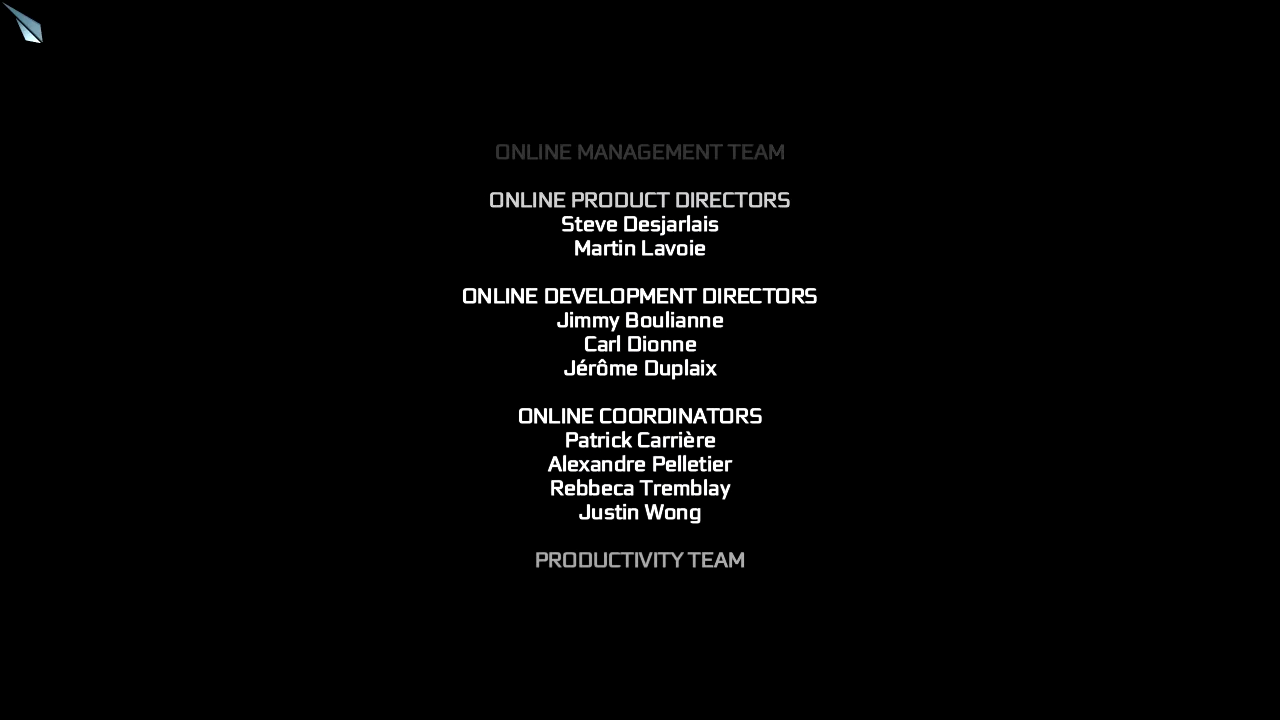 ONLINE MANAGEMENT TEAM
ONLINE PRODUCT DIRECTORS
Steve Desjarlais
Martin Lavoie
ONLINE DEVELOPMENT DIRECTORS
Jimmy Boulianne
Carl Dionne
Jérôme Duplaix
ONLINE COORDINATORS
Patrick Carrière
Alexandre Pelletier
Rebbeca Tremblay
Justin Wong
PRODUCTIVITY TEAM